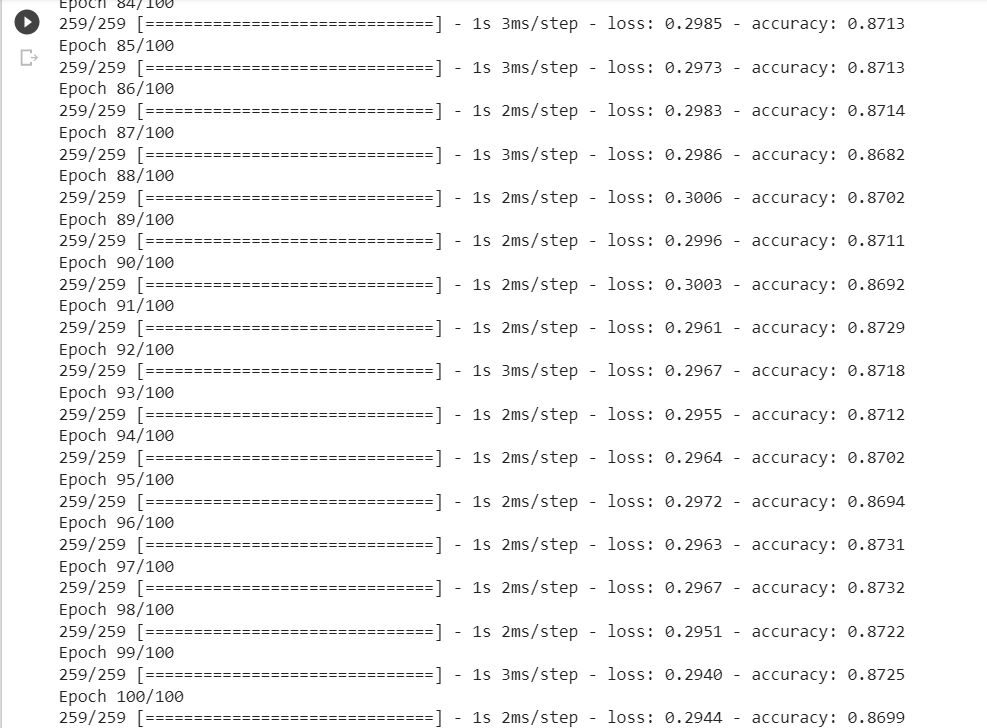 Epoch 84/100
259/259 [==============================] - 1s 3ms/step - loss: 0.2985 - accuracy: 0.8713
Epoch 85/100
259/259 [==============================] - 1s 3ms/step - loss: 0.2973 - accuracy: 0.8713
Epoch 86/100
259/259 [==============================] - 1s 2ms/step - loss: 0.2983 - accuracy: 0.8714
Epoch 87/100
259/259 [==============================] - 1s 3ms/step - loss: 0.2986 - accuracy: 0.8682
Epoch 88/100
259/259 [==============================] - 1s 2ms/step - loss: 0.3006 - accuracy: 0.8702
Epoch 89/100
259/259 [==============================] - 1s 2ms/step - loss: 0.2996 - accuracy: 0.8711
Epoch 90/100
259/259 [==============================] - 1s 2ms/step - loss: 0.3003 - accuracy: 0.8692
Epoch 91/100
259/259 [==============================] - 1s 2ms/step - loss: 0.2961 - accuracy: 0.8729
Epoch 92/100
259/259 [==============================] - 1s 3ms/step - loss: 0.2967 - accuracy: 0.8718
Epoch 93/100
259/259 [==============================] - 1s 2ms/step - loss: 0.2955 - accuracy: 0.8712
Epoch 94/100
259/259 [==============================] - 1s 2ms/step - loss: 0.2964 - accuracy: 0.8702
Epoch 95/100
259/259 [==============================] - 1s 2ms/step - loss: 0.2972 - accuracy: 0.8694
Epoch 96/100
259/259 [==============================] - 1s 2ms/step - loss: 0.2963 - accuracy: 0.8731
Epoch 97/100
259/259 [==============================] - 1s 2ms/step - loss: 0.2967 - accuracy: 0.8732
Epoch 98/100
259/259 [==============================] - 1s 2ms/step - loss: 0.2951 - accuracy: 0.8722
Epoch 99/100
259/259 [==============================] - 1s 3ms/step - loss: 0.2940 - accuracy: 0.8725
Epoch 100/100
259/259 [==============================] - 1s 2ms/step - loss: 0.2944 - accuracy: 0.8699